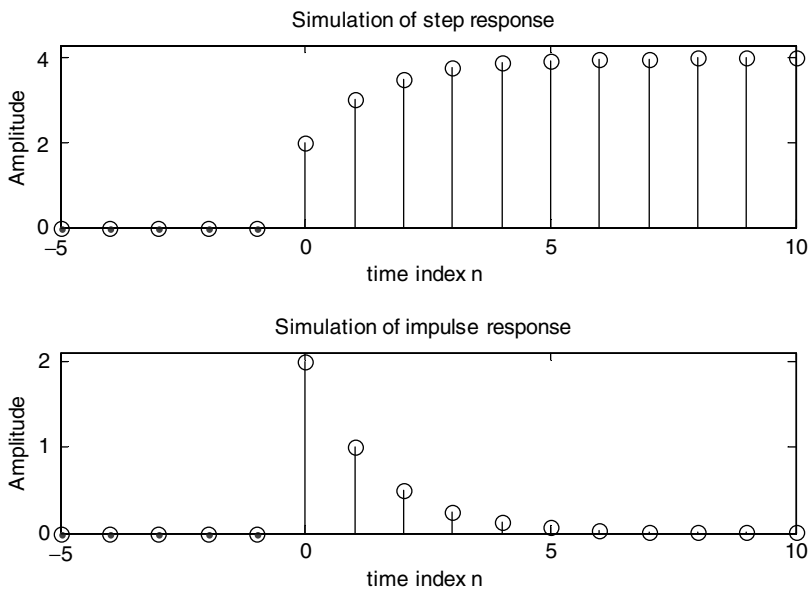 Simulation of step response
4
2
0
Amplitude
–5
0
5
10
time index n
Simulation of impulse response
2
1
0
Amplitude
–5
0
5
10
time index n